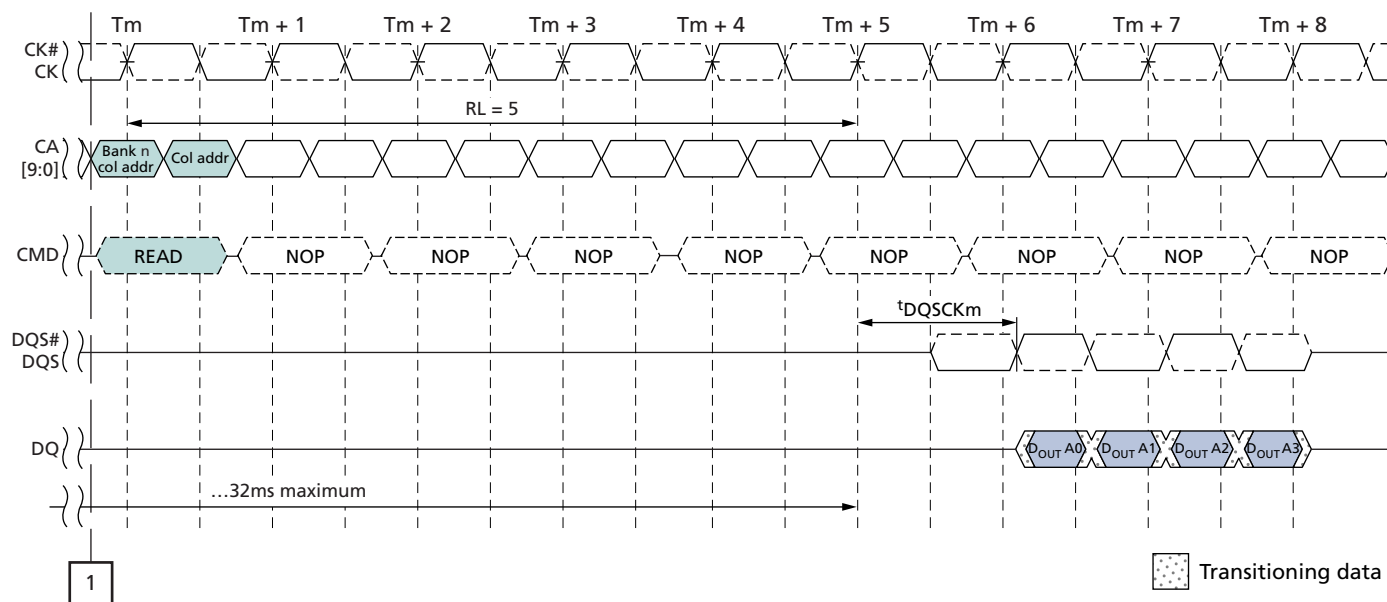 Tm Tm + 1 Tm + 2 Tm + 3 Tm + 4 Tm + 5 Tm + 6 Tm + 7 Tm + 8
CK#
CK
RL = 5
CA
[9:0]
Bank n
col addr
Col addr
CMD READ NOP NOP NOP NOP NOP NOP NOP NOP
tDQSCKm
DQS#
DQS
DQ DOUT A0 DOUT A1 DOUT A2 DOUT A3
...32ms maximum
1
Transitioning data